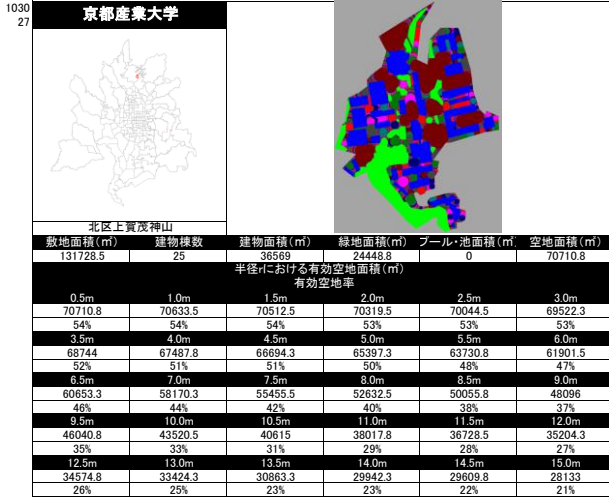 1030
27
京都産業大学
北区上賀茂神山
敷地面積(㎡) 建物棟数 建物面積(㎡) 緑地面積(㎡) プール・池面積(㎡ 空地面積(㎡)
131728.5 25 36569 24448.8 0 70710.8
半径rにおける有効空地面積(㎡)
有効空地率
0.5m 1.0m 1.5m 2.0m 2.5m 3.0m
70710.8 70633.5 70512.5 70319.5 70044.5 69522.3
54% 54% 54% 53% 53% 53%
3.5m 4.0m 4.5m 5.0m 5.5m 6.0m
68744 67487.8 66694.3 65397.3 63730.8 61901.5
52% 51% 51% 50% 48% 47%
6.5m 7.0m 7.5m 8.0m 8.5m 9.0m
60653.3 58170.3 55455.5 52632.5 50055.8 48096
46% 44% 42% 40% 38% 37%
9.5m 10.0m 10.5m 11.0m 11.5m 12.0m
46040.8 43520.5 40615 38017.8 36728.5 35204.3
35% 33% 31% 29% 28% 27%
12.5m 13.0m 13.5m 14.0m 14.5m 15.0m
34574.8 33424.3 30863.3 29942.3 29609.8 28133
26% 25% 23% 23% 22% 21%